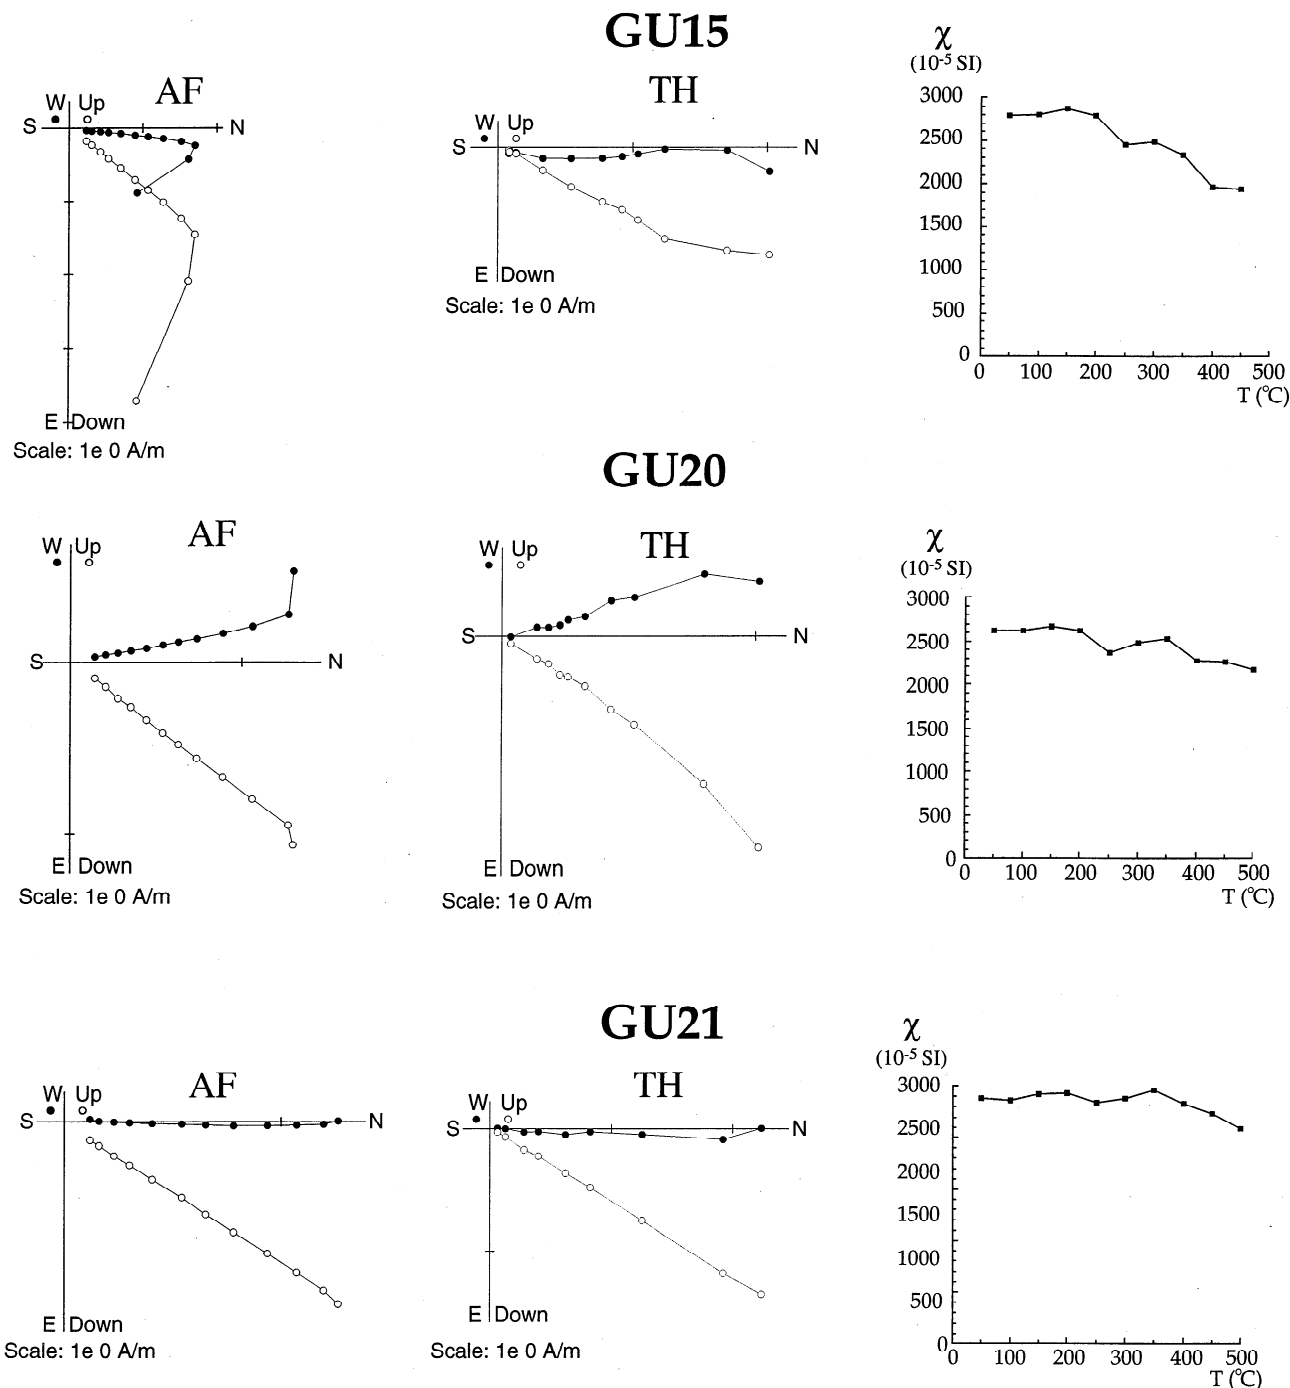 GU15
AF
W Up
S N
E Down
Scale: 1e 0 A/m
TH
W Up
S N
E Down
Scale: 1e 0 A/m
χ
(10-5 SI)
3000
2500
2000
1500
1000
500
0
0 100 200 300 400 500
T (°C)
GU20
AF
W Up
S N
E Down
Scale: 1e 0 A/m
TH
W Up
S N
E Down
Scale: 1e 0 A/m
χ
(10-5 SI)
3000
2500
2000
1500
1000
500
0
0 100 200 300 400 500
T (°C)
GU21
AF
W Up
S N
E Down
Scale: 1e 0 A/m
TH
W Up
S N
E Down
Scale: 1e 0 A/m
χ
(10-5 SI)
3000
2500
2000
1500
1000
500
0
0 100 200 300 400 500
T (°C)